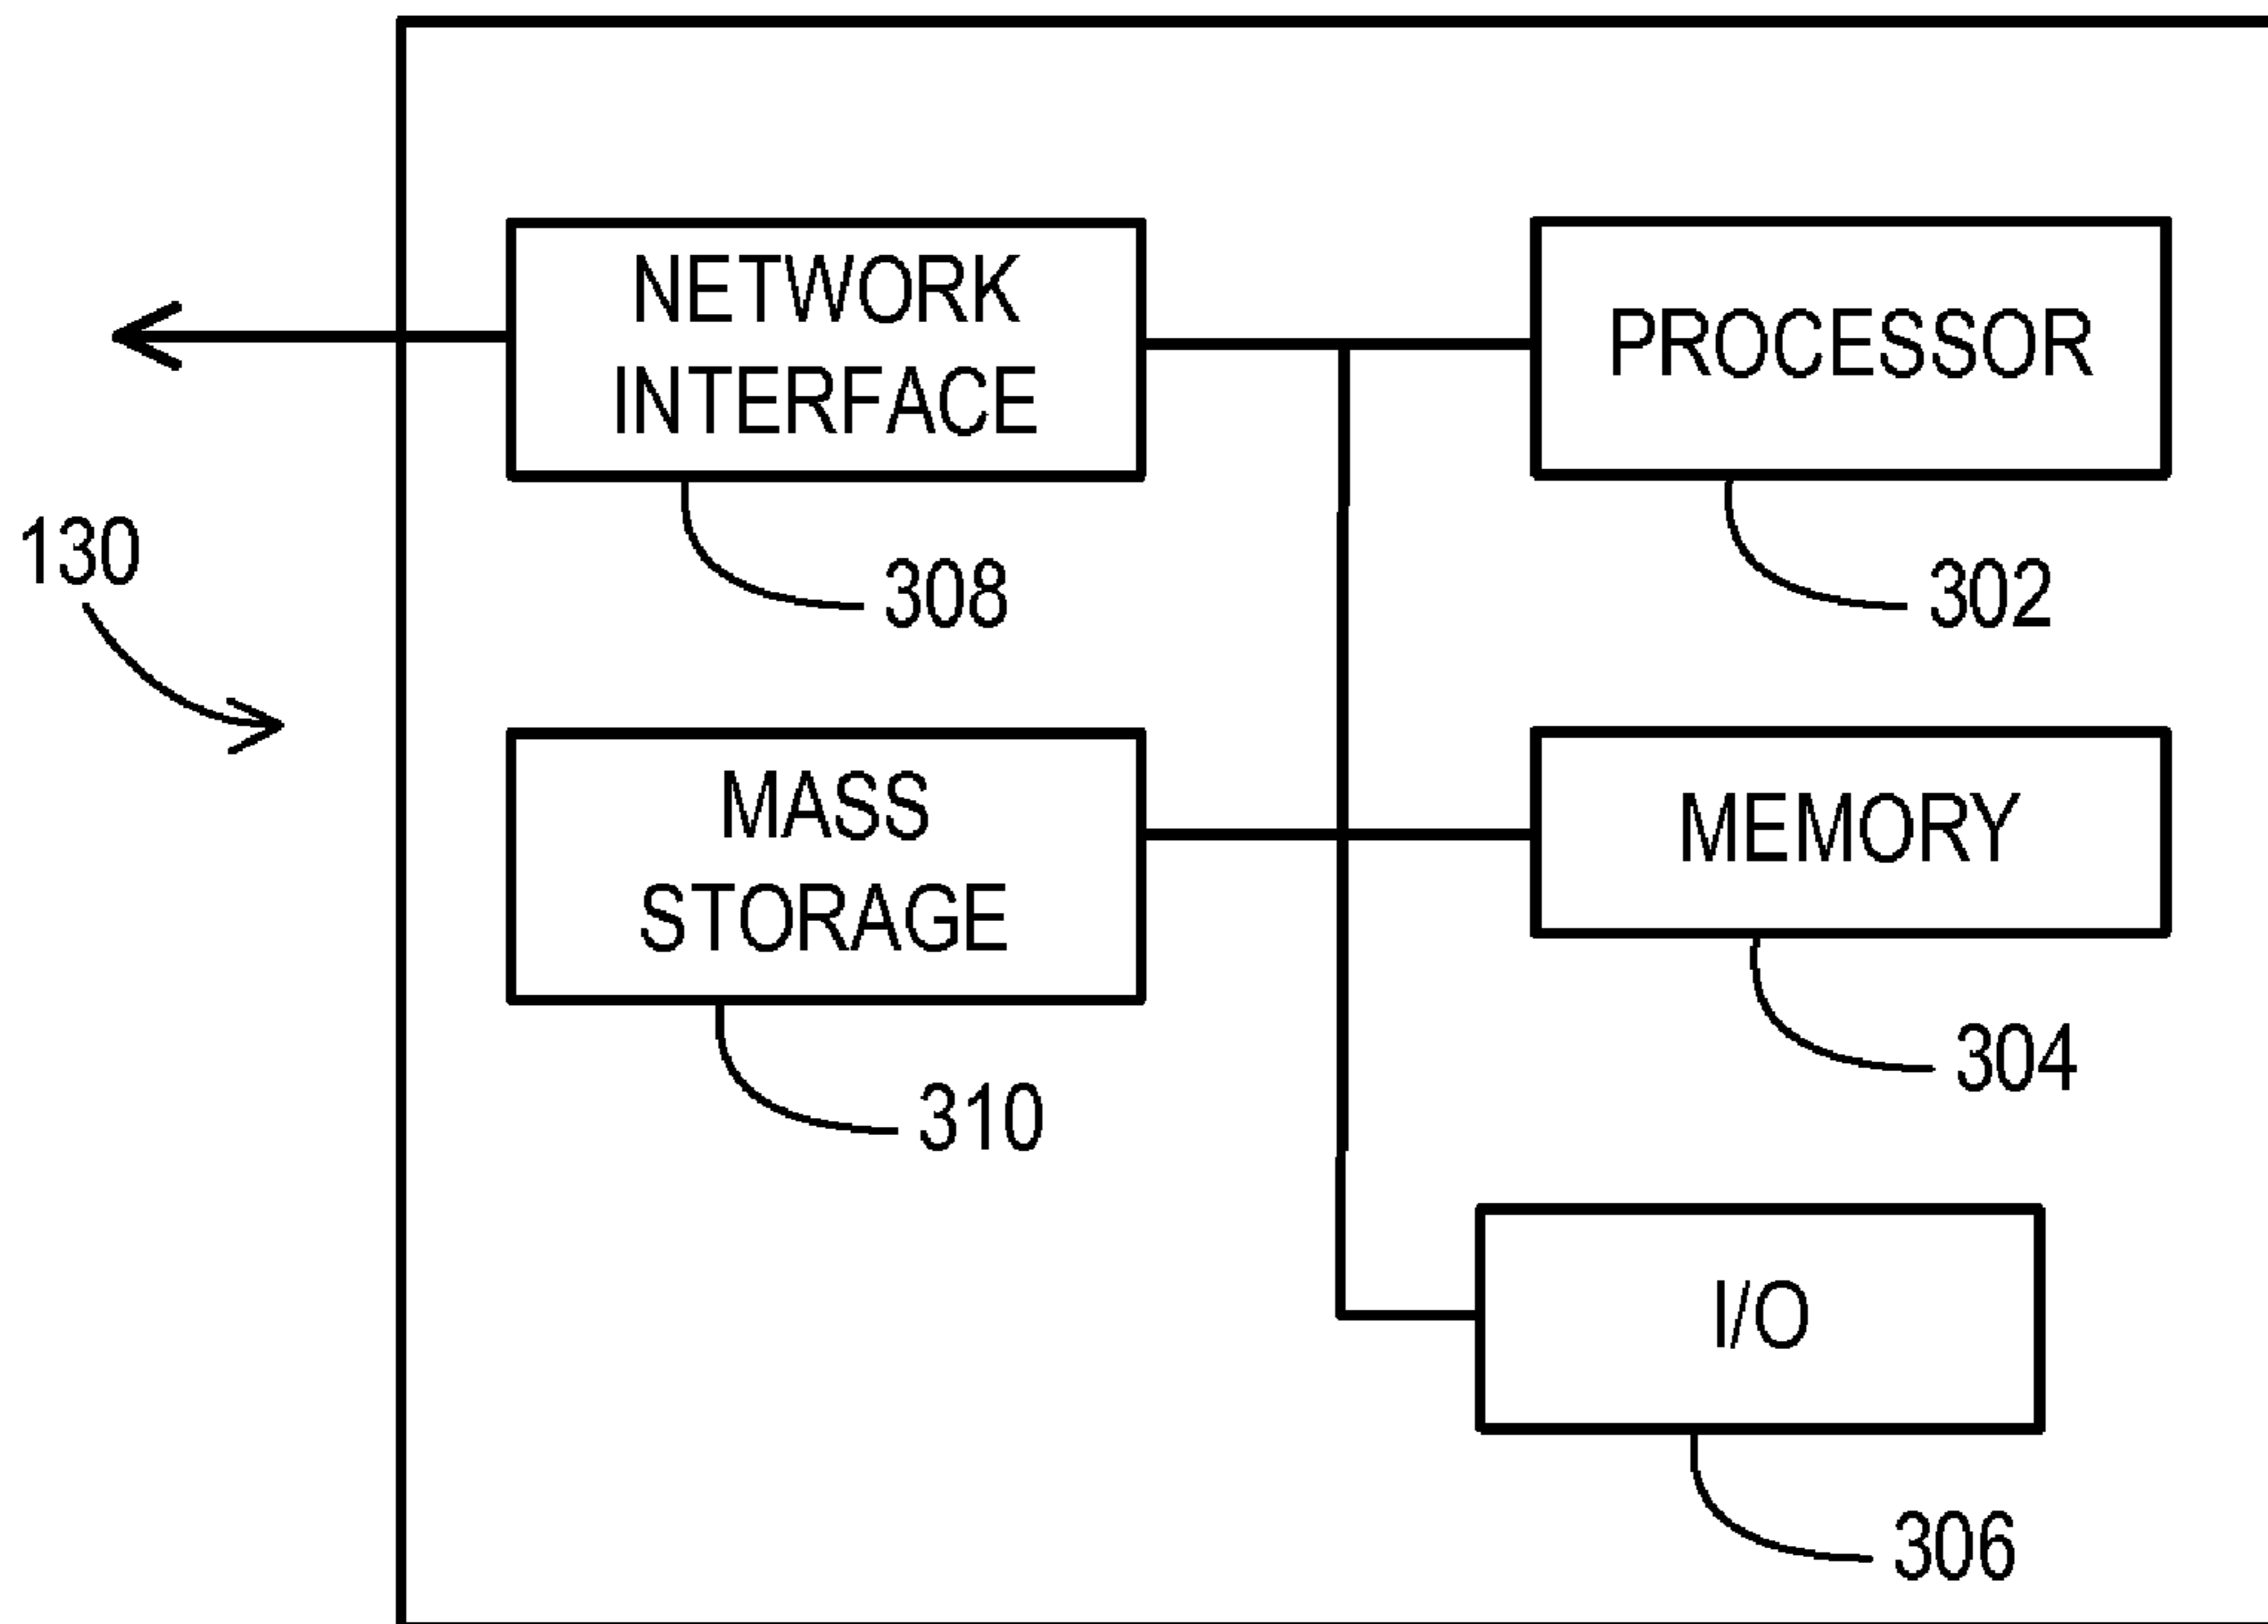 NETWORK
INTERFACE
PROCESSOR
130
308
302
MASS
STORAGE
MEMORY
304
310
I/O
306